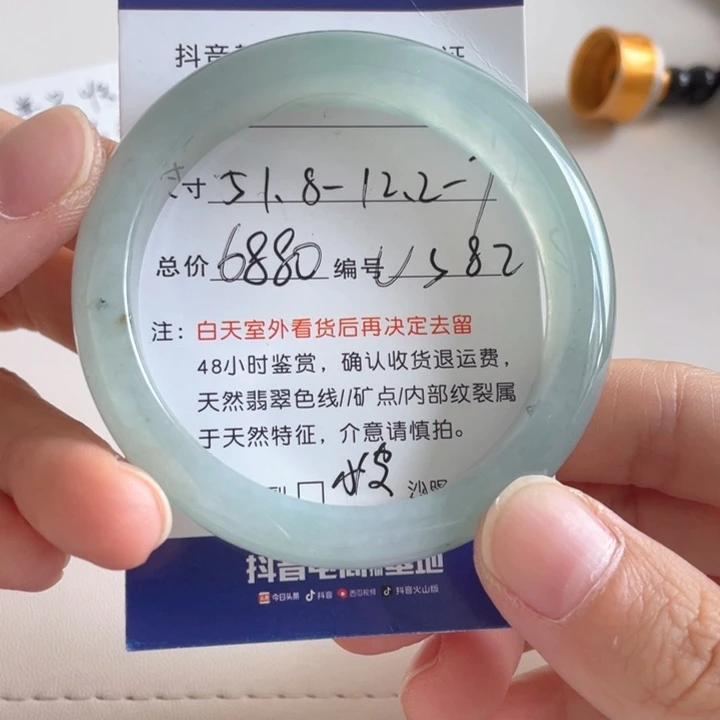 抖音
证
寸 51.8-12.2-7
总价 6880 编号 US82
注：白天室外看货后再决定去留
48小时鉴赏，确认收货退运费，
天然翡翠色线//矿点/内部纹裂属
于天然特征，介意请慎拍。
抖音电商
基地
今日头条 抖音 西瓜视频 抖音火山版